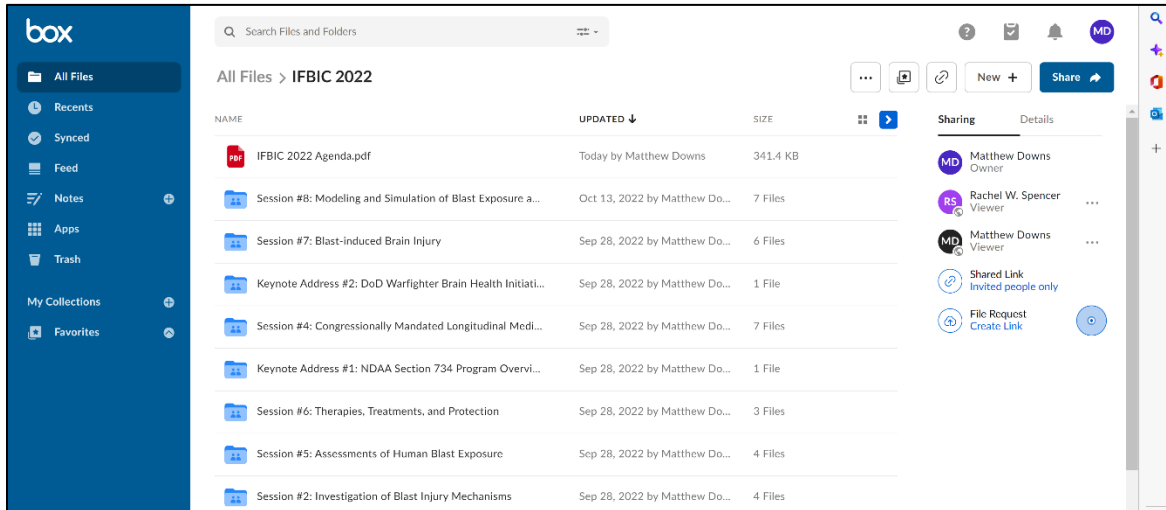 box
Search Files and Folders
MD
All Files
Recents
Synced
Feed
Notes
Apps
Trash
My Collections
Favorites
All Files > IFBIC 2022
...
New +
Share
NAME UPDATED ↓ SIZE
PDF IFBIC 2022 Agenda.pdf Today by Matthew Downs 341.4 KB
Session #8: Modeling and Simulation of Blast Exposure a... Oct 13, 2022 by Matthew Do... 7 Files
Session #7: Blast-induced Brain Injury Sep 28, 2022 by Matthew Do... 6 Files
Keynote Address #2: DoD Warfighter Brain Health Initiati... Sep 28, 2022 by Matthew Do... 1 File
Session #4: Congressionally Mandated Longitudinal Medi... Sep 28, 2022 by Matthew Do... 7 Files
Keynote Address #1: NDAA Section 734 Program Overvi... Sep 28, 2022 by Matthew Do... 1 File
Session #6: Therapies, Treatments, and Protection Sep 28, 2022 by Matthew Do... 3 Files
Session #5: Assessments of Human Blast Exposure Sep 28, 2022 by Matthew Do... 4 Files
Session #2: Investigation of Blast Injury Mechanisms Sep 28, 2022 by Matthew Do... 4 Files
Sharing Details
MD Matthew Downs
Owner
RS Rachel W. Spencer
Viewer
MD Matthew Downs
Viewer
Shared Link
Invited people only
File Request
Create Link